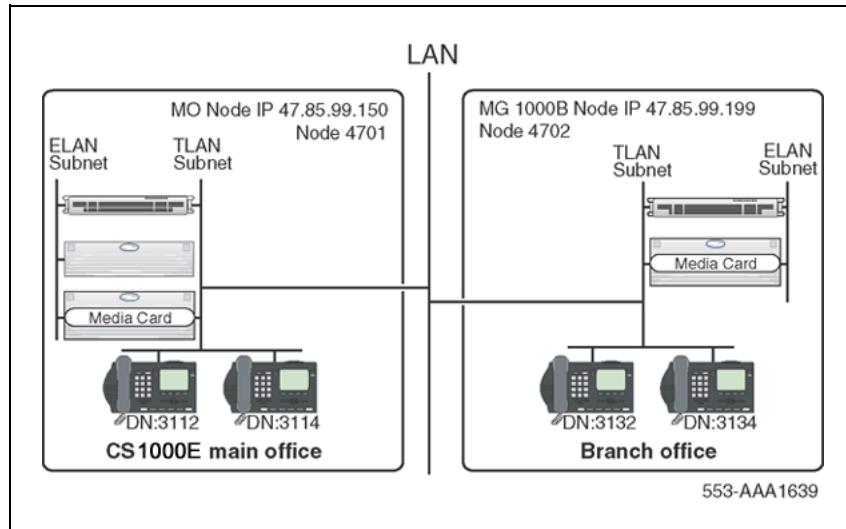 LAN
MO Node IP 47.85.99.150
Node 4701
ELAN
Subnet
TLAN
Subnet
Media Card
DN:3112
DN:3114
CS1000E main office
MG 1000B Node IP 47.85.99.199
Node 4702
TLAN
Subnet
ELAN
Subnet
Media Card
DN:3132
DN:3134
Branch office
553-AAA1639